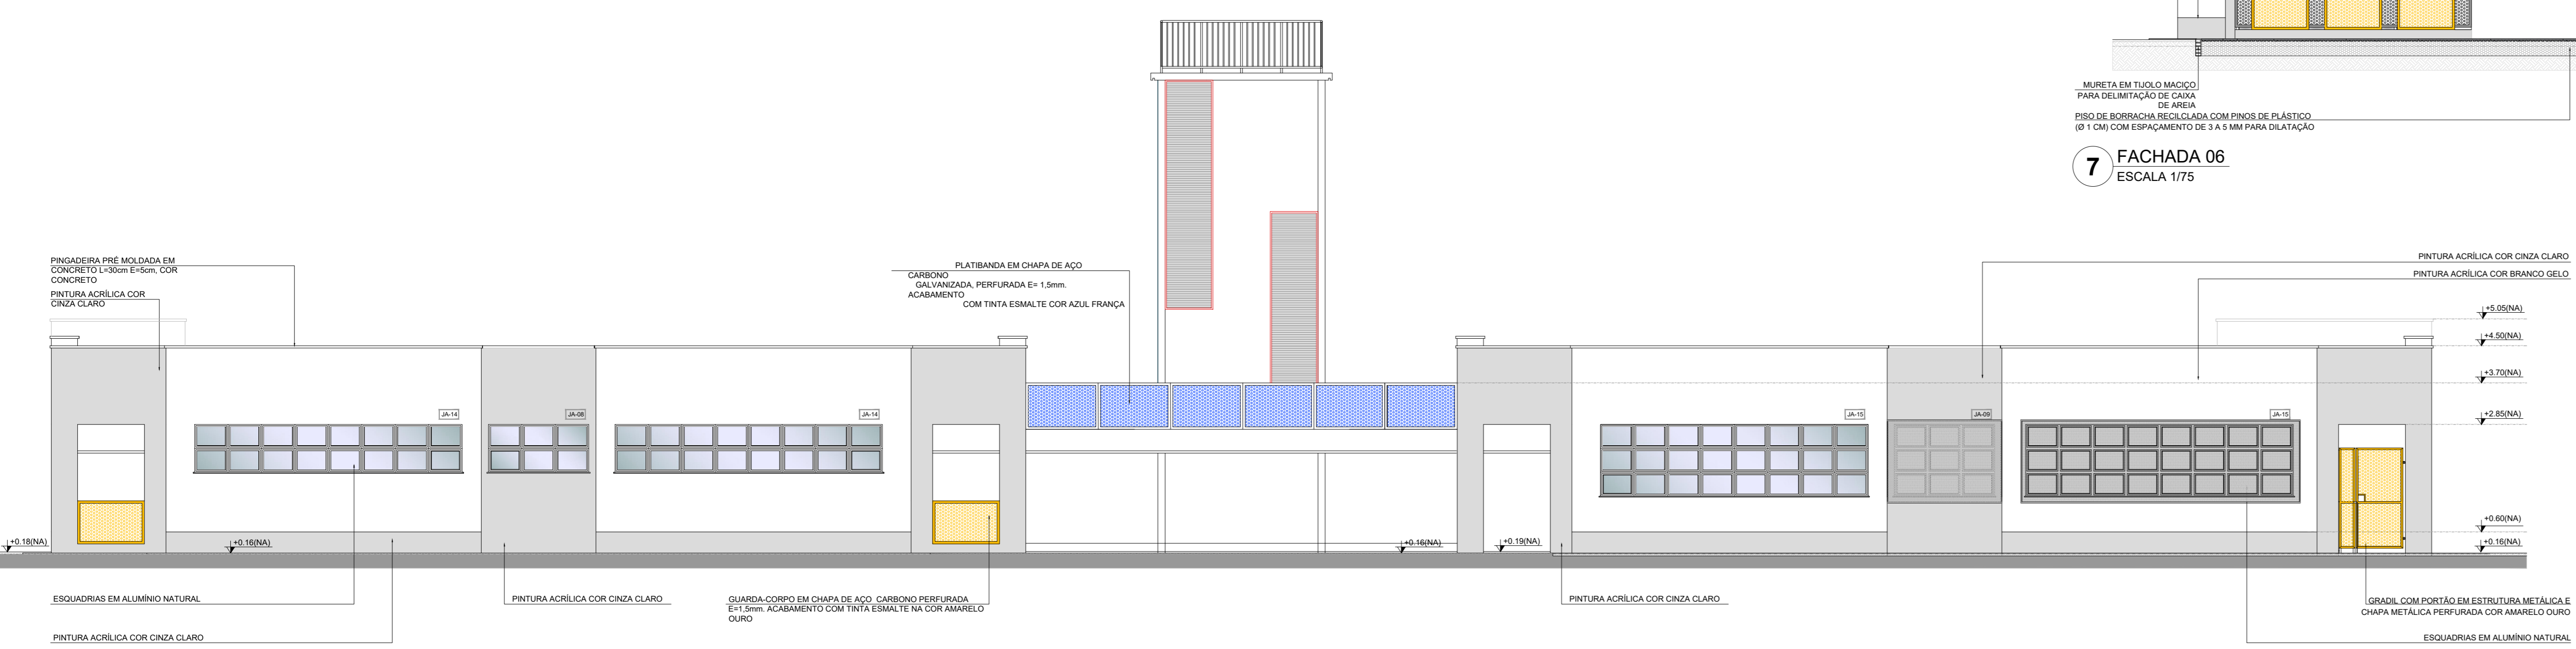 MURETA EM TIJOLO MACIÇO
PARA DELIMITAÇÃO DE CAIXA
DE AREIA
PISO DE BORRACHA RECILCLADA COM PINOS DE PLÁSTICO
(Ø 1 CM) COM ESPAÇAMENTO DE 3 A 5 MM PARA DILATAÇÃO
7 FACHADA 06
ESCALA 1/75
PINGADEIRA PRÉ MOLDADA EM
CONCRETO L=30cm E=5cm, COR
CONCRETO
PINTURA ACRÍLICA COR
CINZA CLARO
PLATIBANDA EM CHAPA DE AÇO
CARBONO
GALVANIZADA, PERFURADA E= 1,5mm.
ACABAMENTO
COM TINTA ESMALTE COR AZUL FRANÇA
PINTURA ACRÍLICA COR CINZA CLARO
PINTURA ACRÍLICA COR BRANCO GELO
+5.05(NA)
+4.50(NA)
+3.70(NA)
+2.85(NA)
+0.60(NA)
+0.16(NA)
JA-14
JA-08
JA-14
JA-15
JA-09
JA-15
+0.18(NA)
+0.16(NA)
+0.16(NA)
+0.19(NA)
ESQUADRIAS EM ALUMÍNIO NATURAL
PINTURA ACRÍLICA COR CINZA CLARO
PINTURA ACRÍLICA COR CINZA CLARO
GUARDA-CORPO EM CHAPA DE AÇO CARBONO PERFURADA
E=1,5mm. ACABAMENTO COM TINTA ESMALTE NA COR AMARELO
OURO
PINTURA ACRÍLICA COR CINZA CLARO
GRADIL COM PORTÃO EM ESTRUTURA METÁLICA E
CHAPA METÁLICA PERFURADA COR AMARELO OURO
ESQUADRIAS EM ALUMÍNIO NATURAL